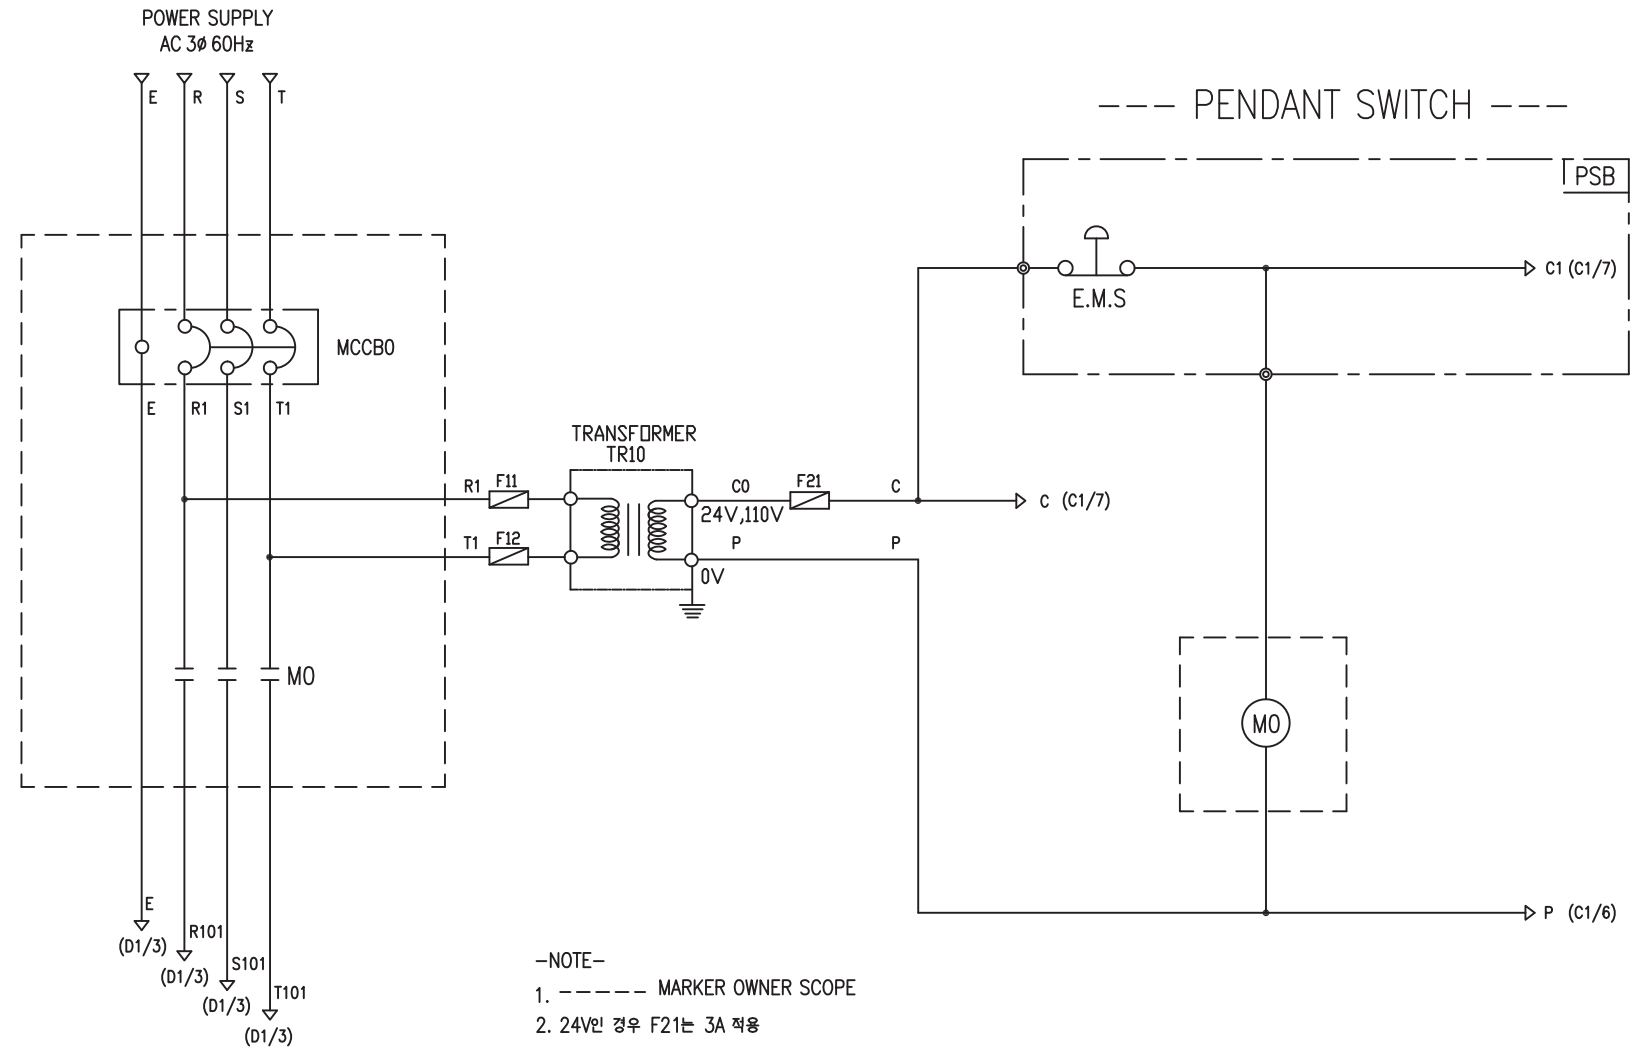 POWER SUPPLY
AC 3Ø 60Hz
E R S T
PENDANT SWITCH
PSB
E.M.S
C1 (C1/7)
MCCB0
E R1 S1 T1
TRANSFORMER
TR10
R1 F11
C0 F21 C
24V,110V
C (C1/7)
T1 F12
P P
0V
M0
M0
E
(D1/3)
R101
(D1/3)
S101
(D1/3)
T101
(D1/3)
P (C1/6)
-NOTE-
1. ------ MARKER OWNER SCOPE
2. 24V인 경우 F21는 3A 적용